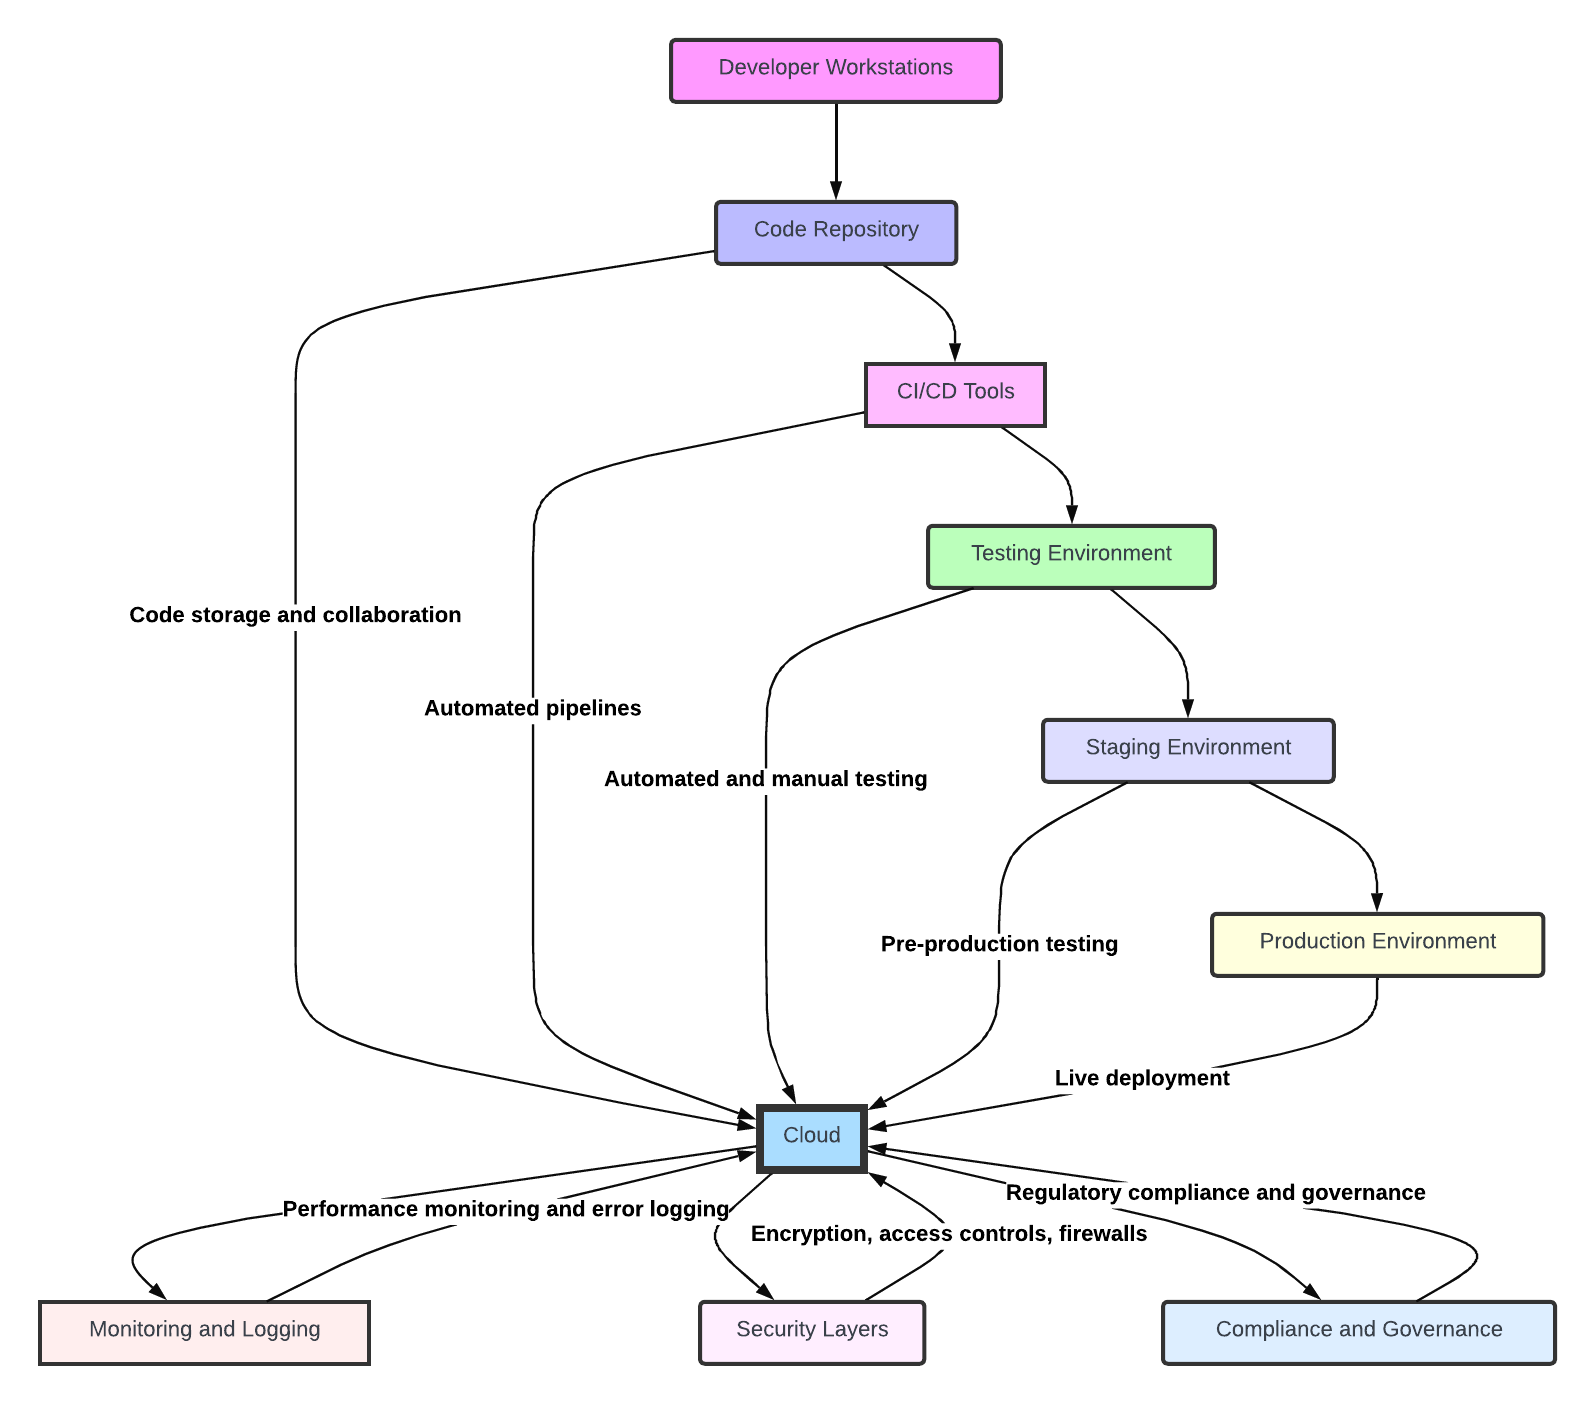 Developer Workstations
Code Repository
CI/CD Tools
Testing Environment
Code storage and collaboration
Automated pipelines
Staging Environment
Automated and manual testing
Production Environment
Pre-production testing
Live deployment
Cloud
Regulatory compliance and governance
Performance monitoring and error logging
Encryption, access controls, firewalls
Monitoring and Logging
Security Layers
Compliance and Governance